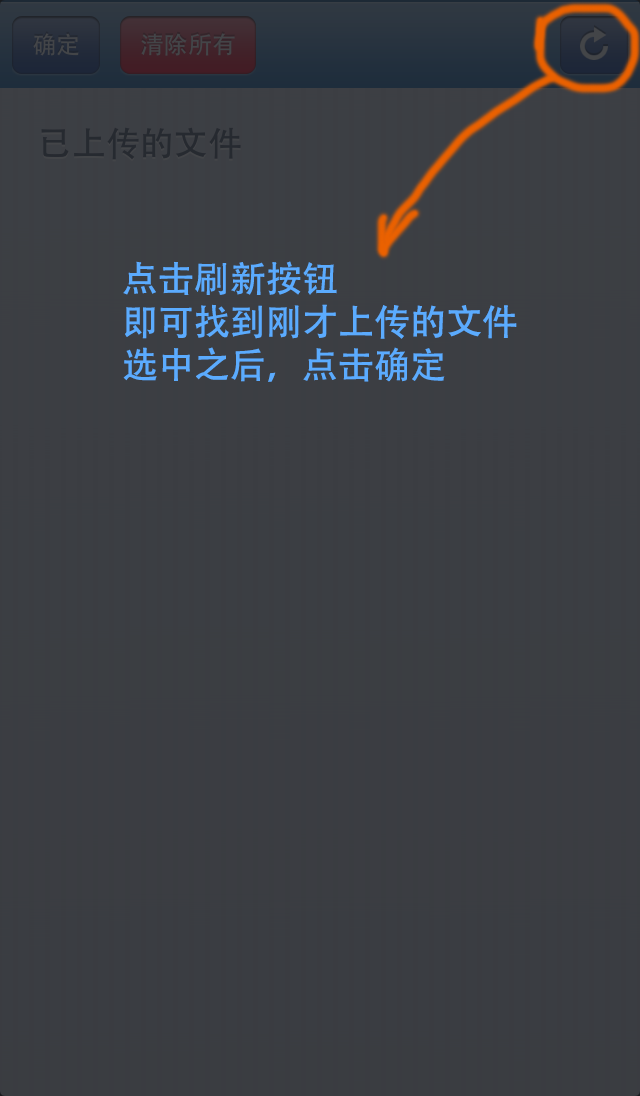 确定
清除所有
已上传的文件
点击刷新按钮
即可找到刚才上传的文件
选中之后，点击确定